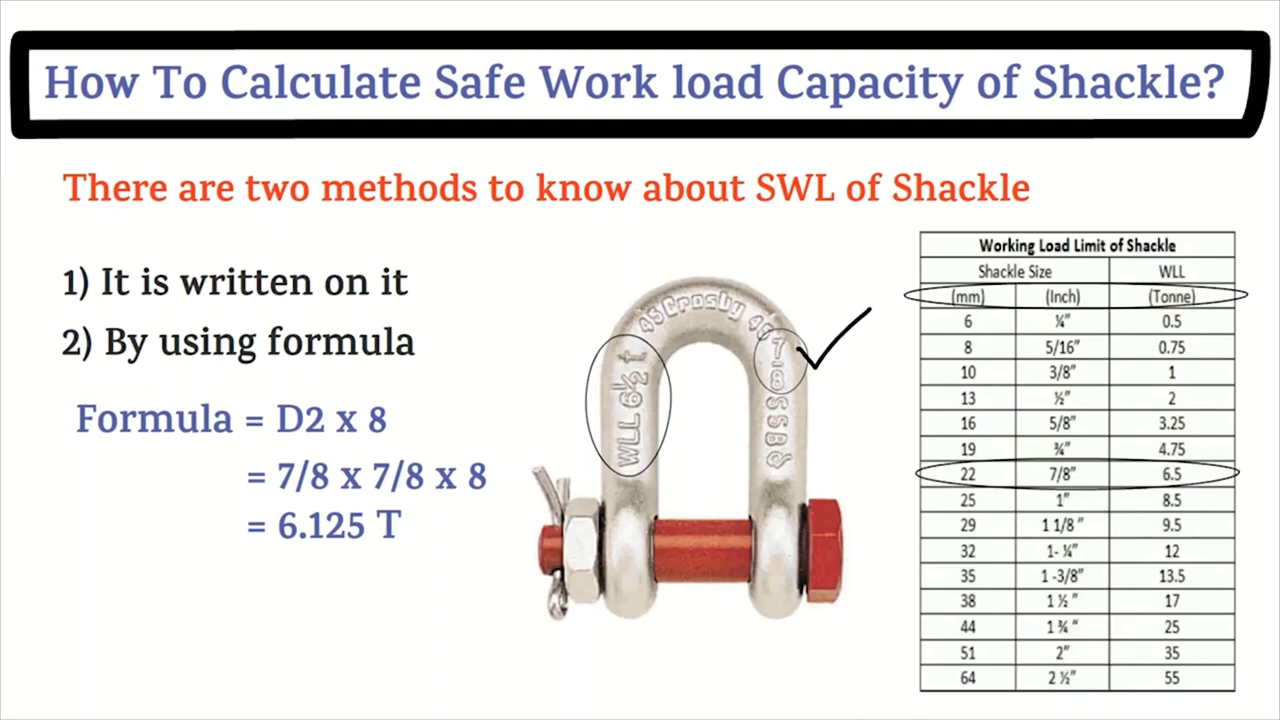 How To Calculate Safe Work load Capacity of Shackle?
There are two methods to know about SWL of Shackle
1) It is written on it
2) By using formula
Formula = D2 x 8
= 7/8 x 7/8 x 8
= 6.125 T
WLL 6½ t
45 Crosby 4
7-8 SSB8
Working Load Limit of Shackle
Shackle Size WLL
(mm) (Inch) (Tonne)
6 ¼" 0.5
8 5/16" 0.75
10 3/8" 1
13 ½" 2
16 5/8" 3.25
19 ¾" 4.75
22 7/8" 6.5
25 1" 8.5
29 1 1/8 " 9.5
32 1- ¼" 12
35 1 -3/8" 13.5
38 1 ½ " 17
44 1 ¾ " 25
51 2" 35
64 2 ½" 55